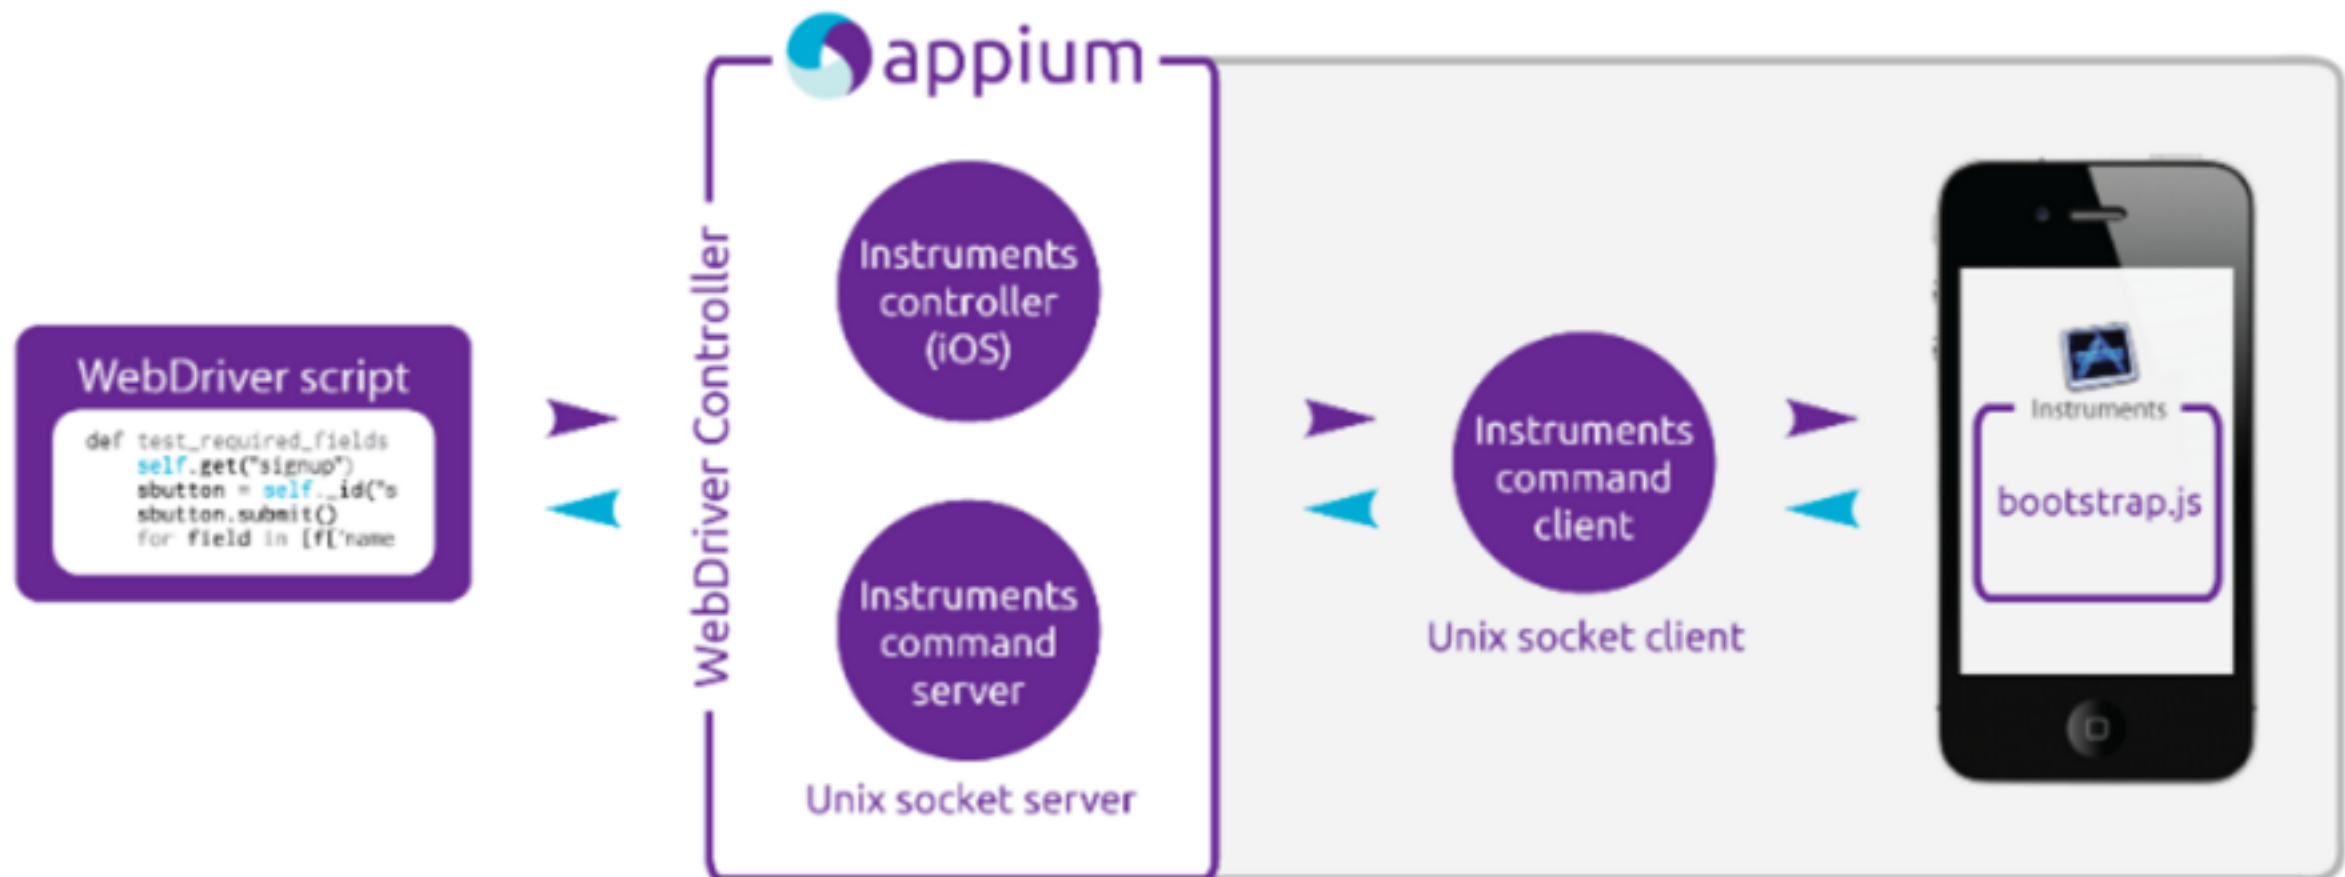 appium
WebDriver Controller
WebDriver script
def test_required_fields
self.get("signup")
sbutton = self._id("s
sbutton.submit()
for field in [f['name
Instruments
controller
(iOS)
Instruments
command
server
Unix socket server
Instruments
command
client
Unix socket client
Instruments
bootstrap.js